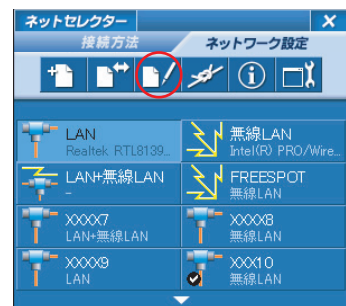 ネットセレクター
接続方法 ネットワーク設定
LAN
Realtek RTL8139...
無線LAN
Intel(R) PRO/Wire...
LAN+無線LAN
-
FREESPOT
無線LAN
XXXX7
LAN+無線LAN
XXXX8
無線LAN
XXXX9
LAN
XXX10
無線LAN